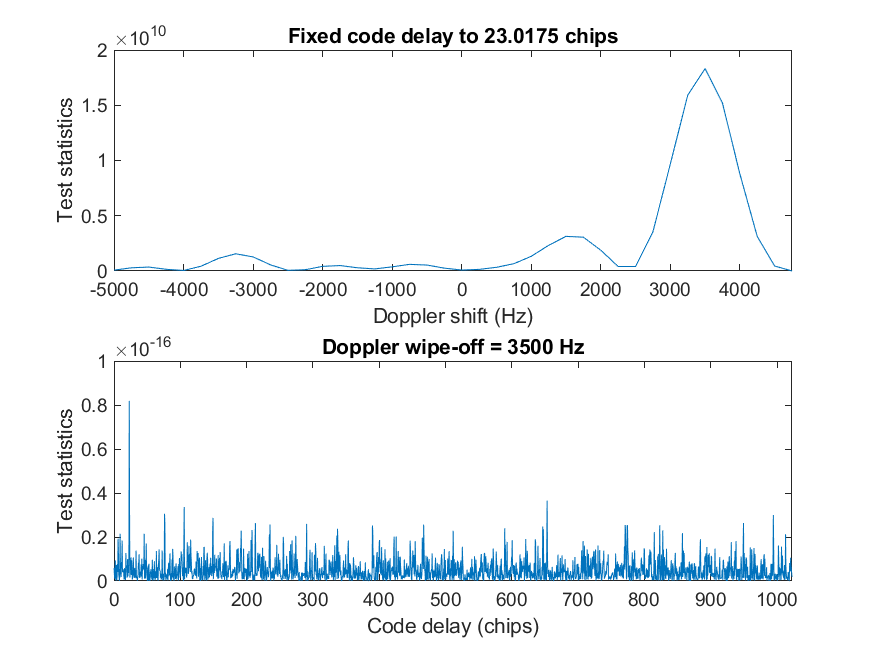 Fixed code delay to 23.0175 chips
×10^10
2
1.5
1
0.5
0
Test statistics
-5000 -4000 -3000 -2000 -1000 0 1000 2000 3000 4000
Doppler shift (Hz)
Doppler wipe-off = 3500 Hz
×10^-16
1
0.8
0.6
0.4
0.2
0
Test statistics
0 100 200 300 400 500 600 700 800 900 1000
Code delay (chips)